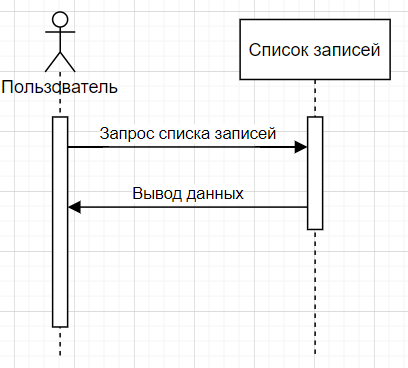 Список записей
Пользователь
Запрос списка записей
Вывод данных